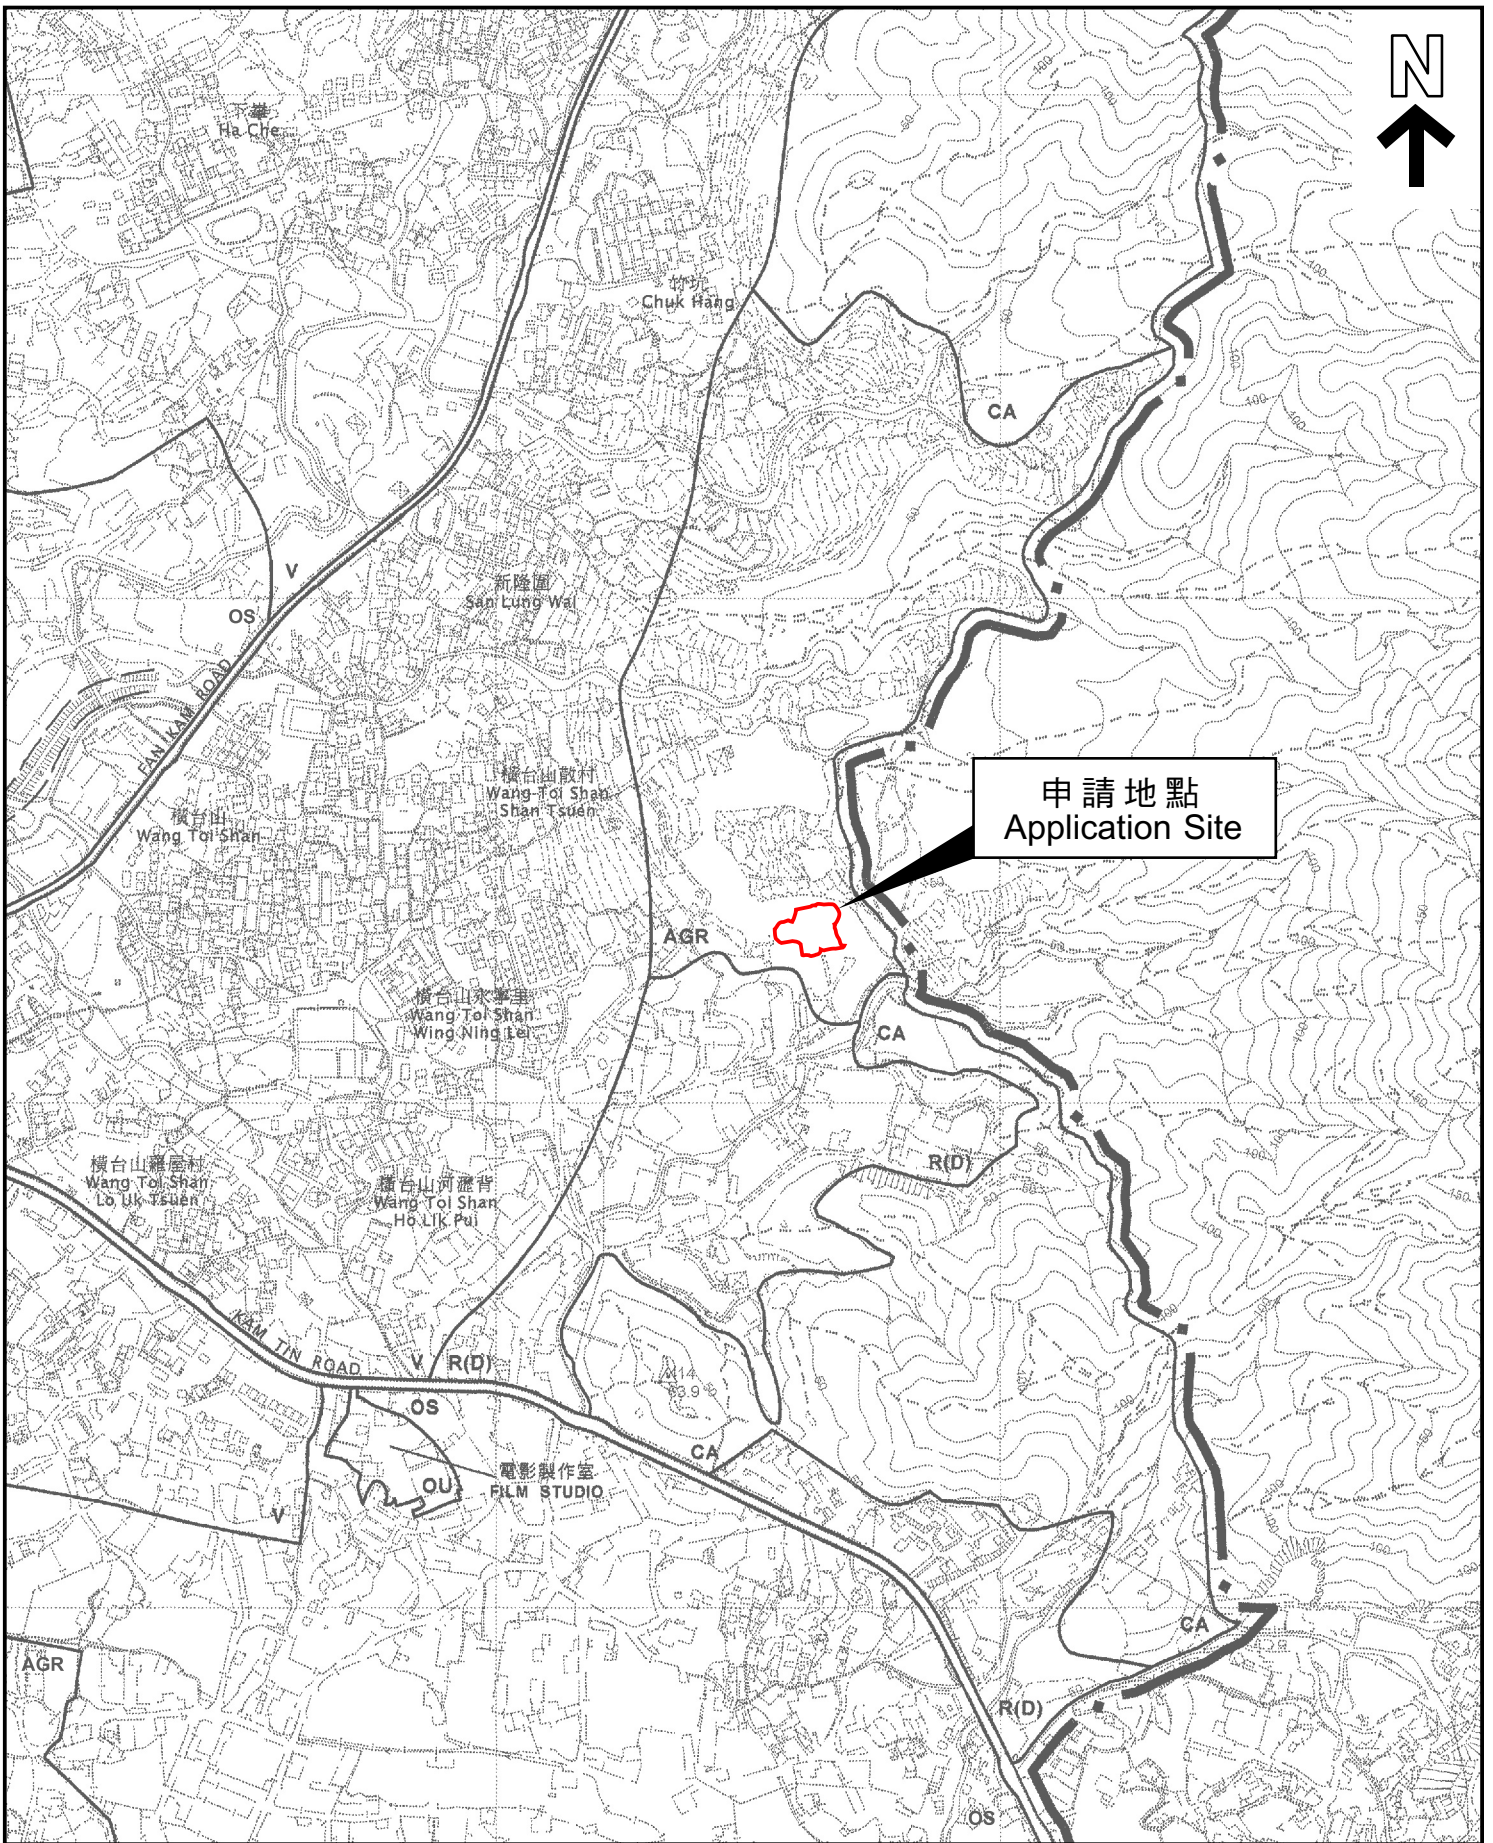 N
下輋
Ha Che
竹坑
Chuk Hang
CA
V
OS
新隆圍
San Lung Wai
FAN KAM ROAD
橫台山散村
Wang Toi Shan
Shan Tsuen
橫台山
Wang Toi Shan
申請地點
Application Site
AGR
橫台山永寧里
Wang Toi Shan
Wing Ning Lei
CA
R(D)
橫台山羅屋村
Wang Toi Shan
Lo Uk Tsuen
橫台山河瀝背
Wang Toi Shan
Ho Lik Pui
KAM TIN ROAD
V
R(D)
OS
CA
電影製作室
FILM STUDIO
OU
V
AGR
CA
R(D)
OS